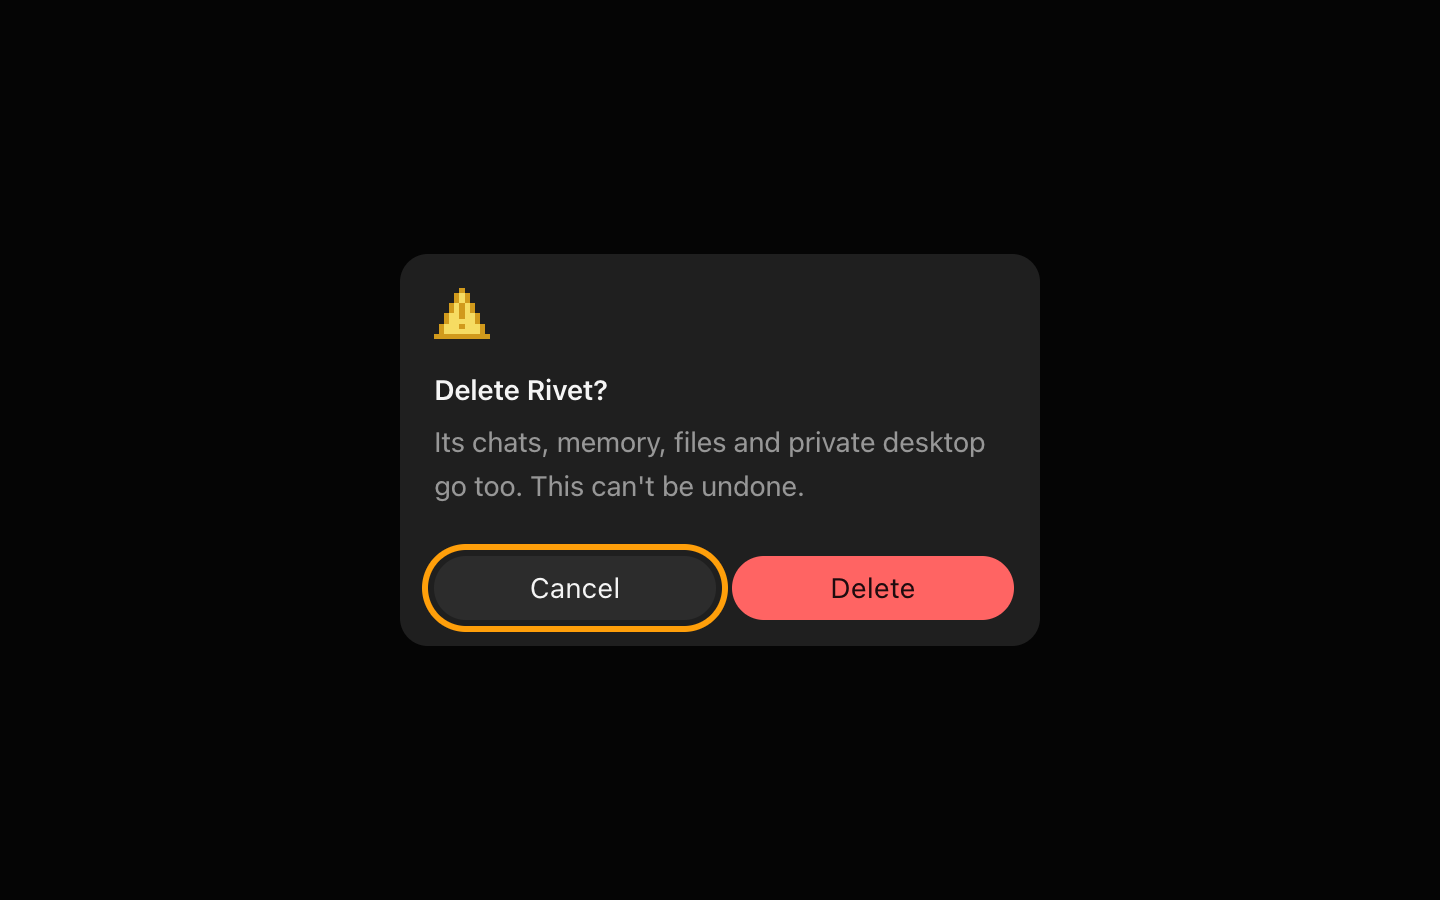 Delete Rivet?
Its chats, memory, files and private desktop
go too. This can't be undone.
Cancel
Delete